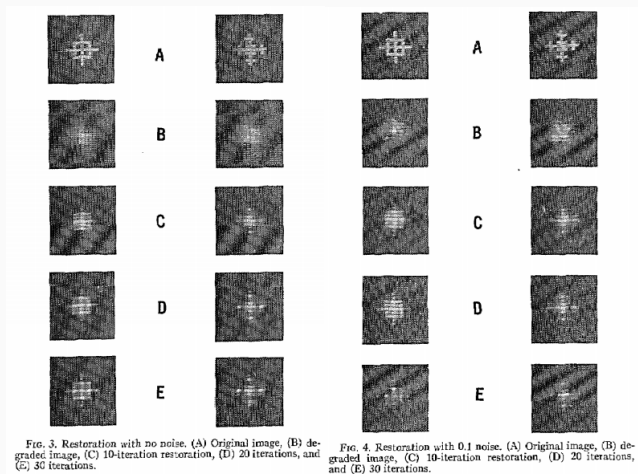 A
B
C
D
E
FIG. 3. Restoration with no noise. (A) Original image, (B) de-
graded image, (C) 10-iteration restoration, (D) 20 iterations, and
(E) 30 iterations.
A
B
C
D
E
FIG. 4. Restoration with 0.1 noise. (A) Original image, (B) de-
graded image, (C) 10-iteration restoration, (D) 20 iterations,
and (E) 30 iterations.